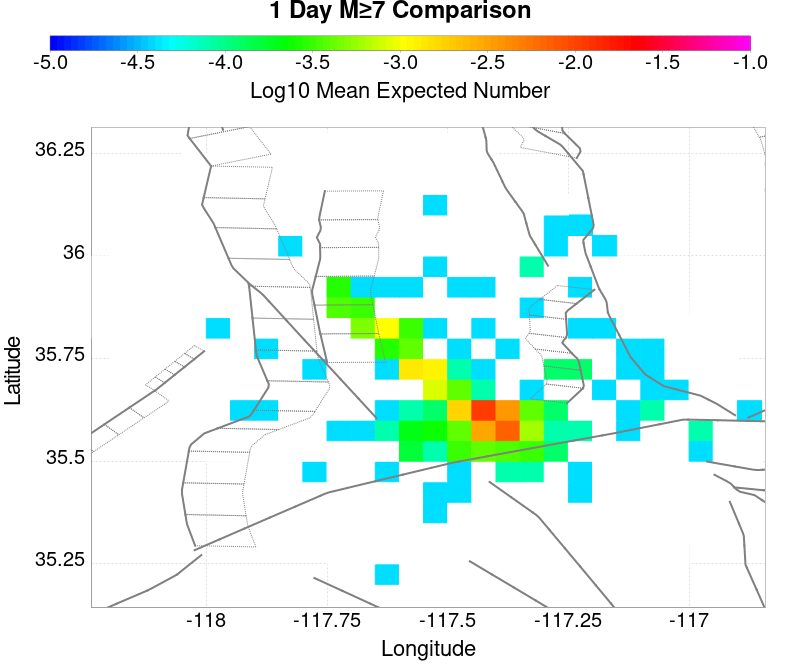 1 Day M≥7 Comparison
-5.0 -4.5 -4.0 -3.5 -3.0 -2.5 -2.0 -1.5 -1.0
Log10 Mean Expected Number
36.25
36
35.75
35.5
35.25
Latitude
-118 -117.75 -117.5 -117.25 -117
Longitude